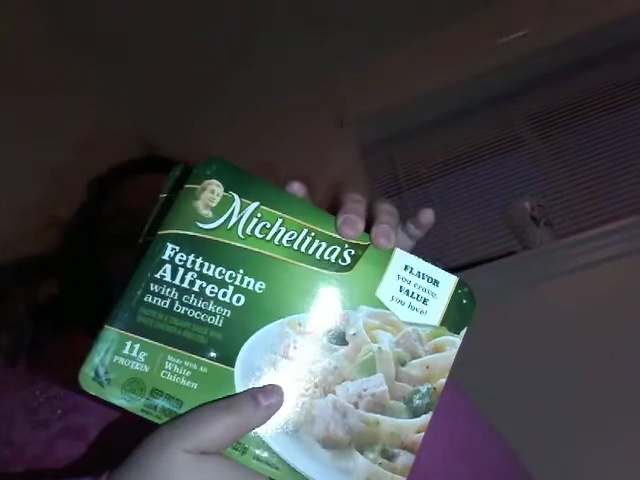 Michelina's
FLAVOR
you crave.
VALUE
you love!
Fettuccine
Alfredo
with chicken
and broccoli
11g
PROTEIN
Made With All
White
Chicken